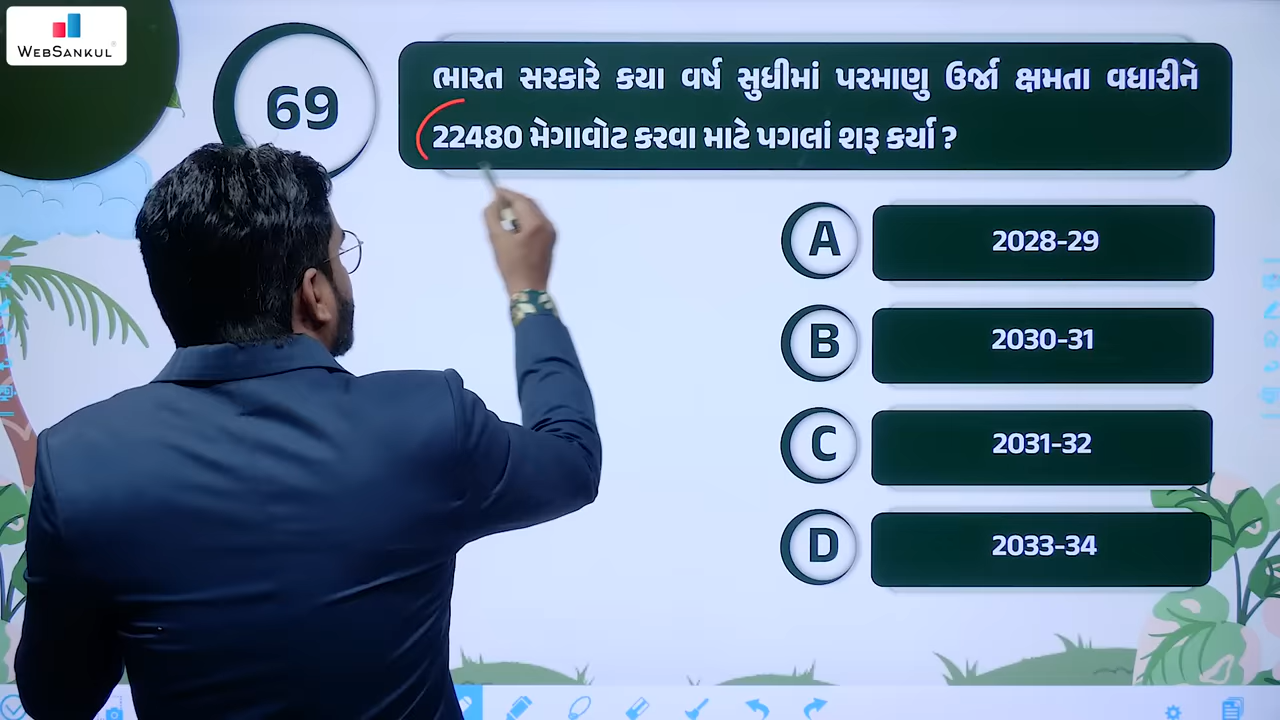 WEBSANKUL
69
ભારત સરકારે કયા વર્ષ સુધીમાં પરમાણુ ઉર્જા ક્ષમતા વધારીને
22480 મેગાવોટ કરવા માટે પગલાં શરૂ કર્યા ?
A 2028-29
B 2030-31
C 2031-32
D 2033-34